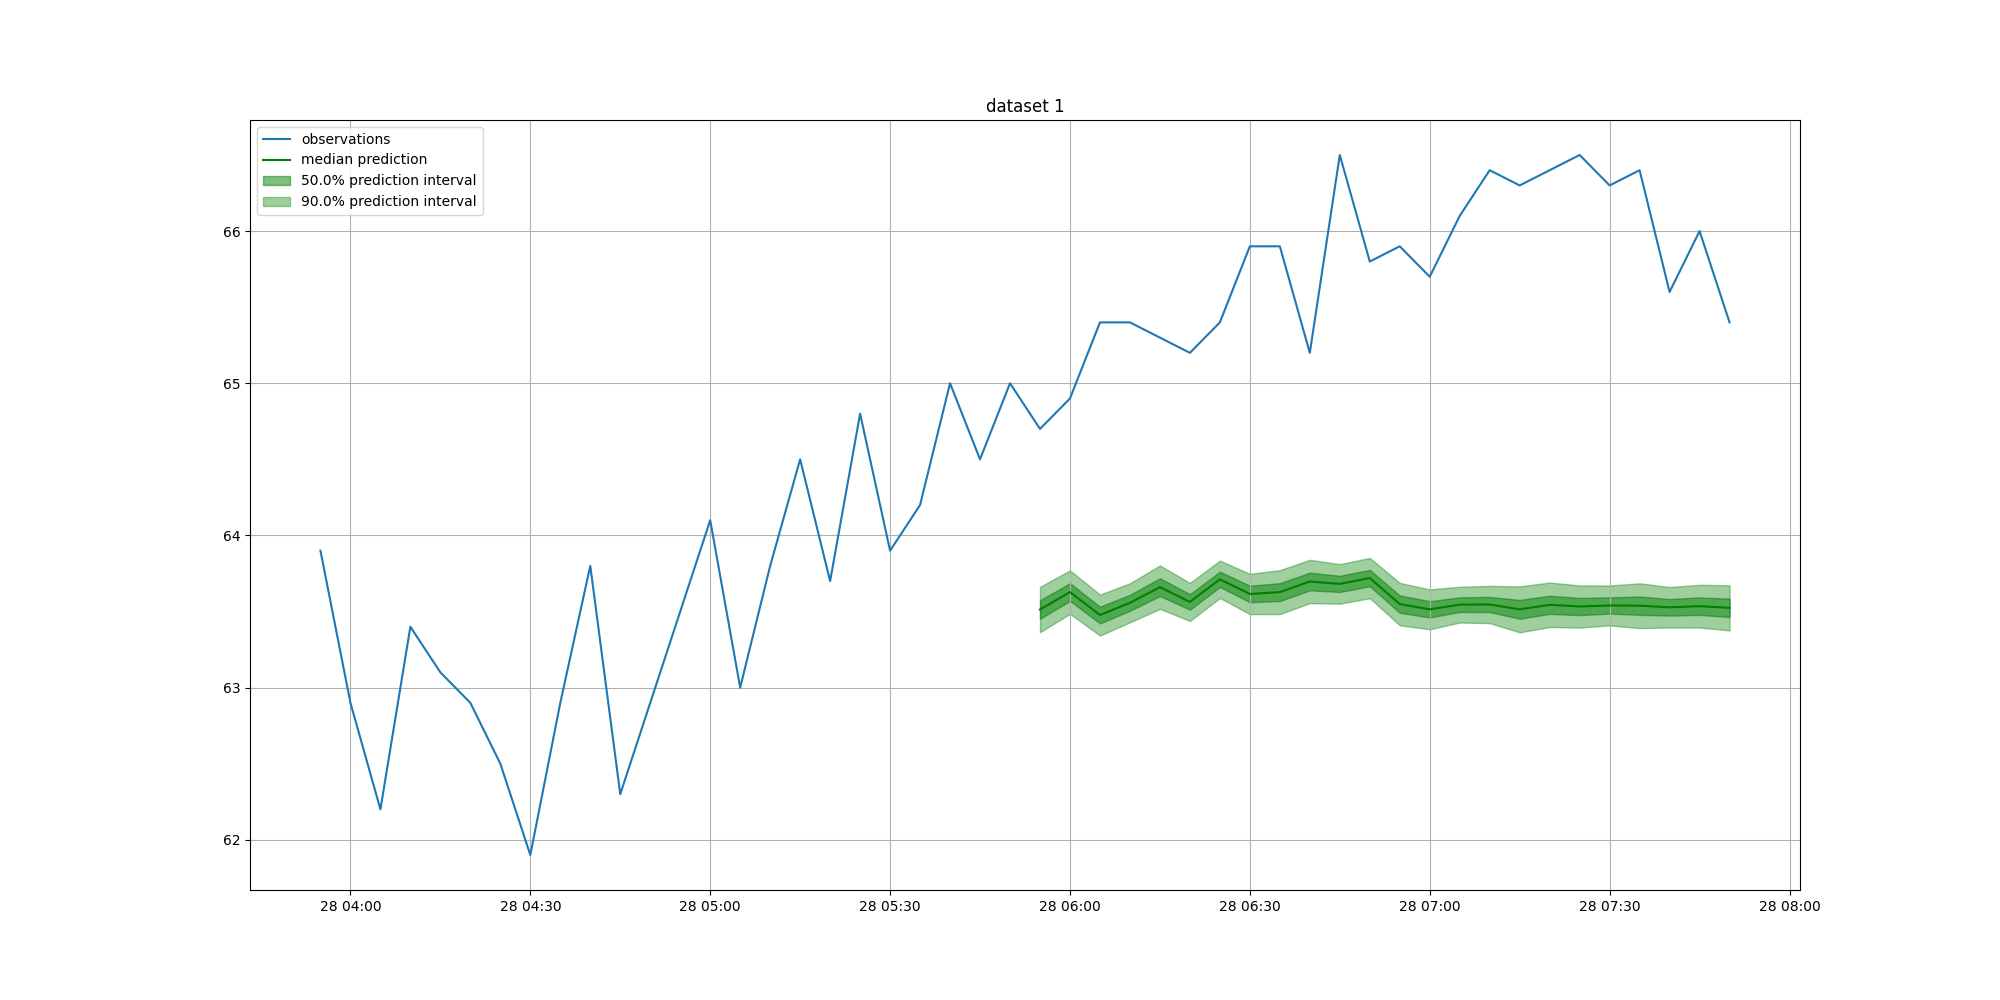 dataset 1
observations
median prediction
50.0% prediction interval
90.0% prediction interval
66
65
64
63
62
28 04:00 28 04:30 28 05:00 28 05:30 28 06:00 28 06:30 28 07:00 28 07:30 28 08:00